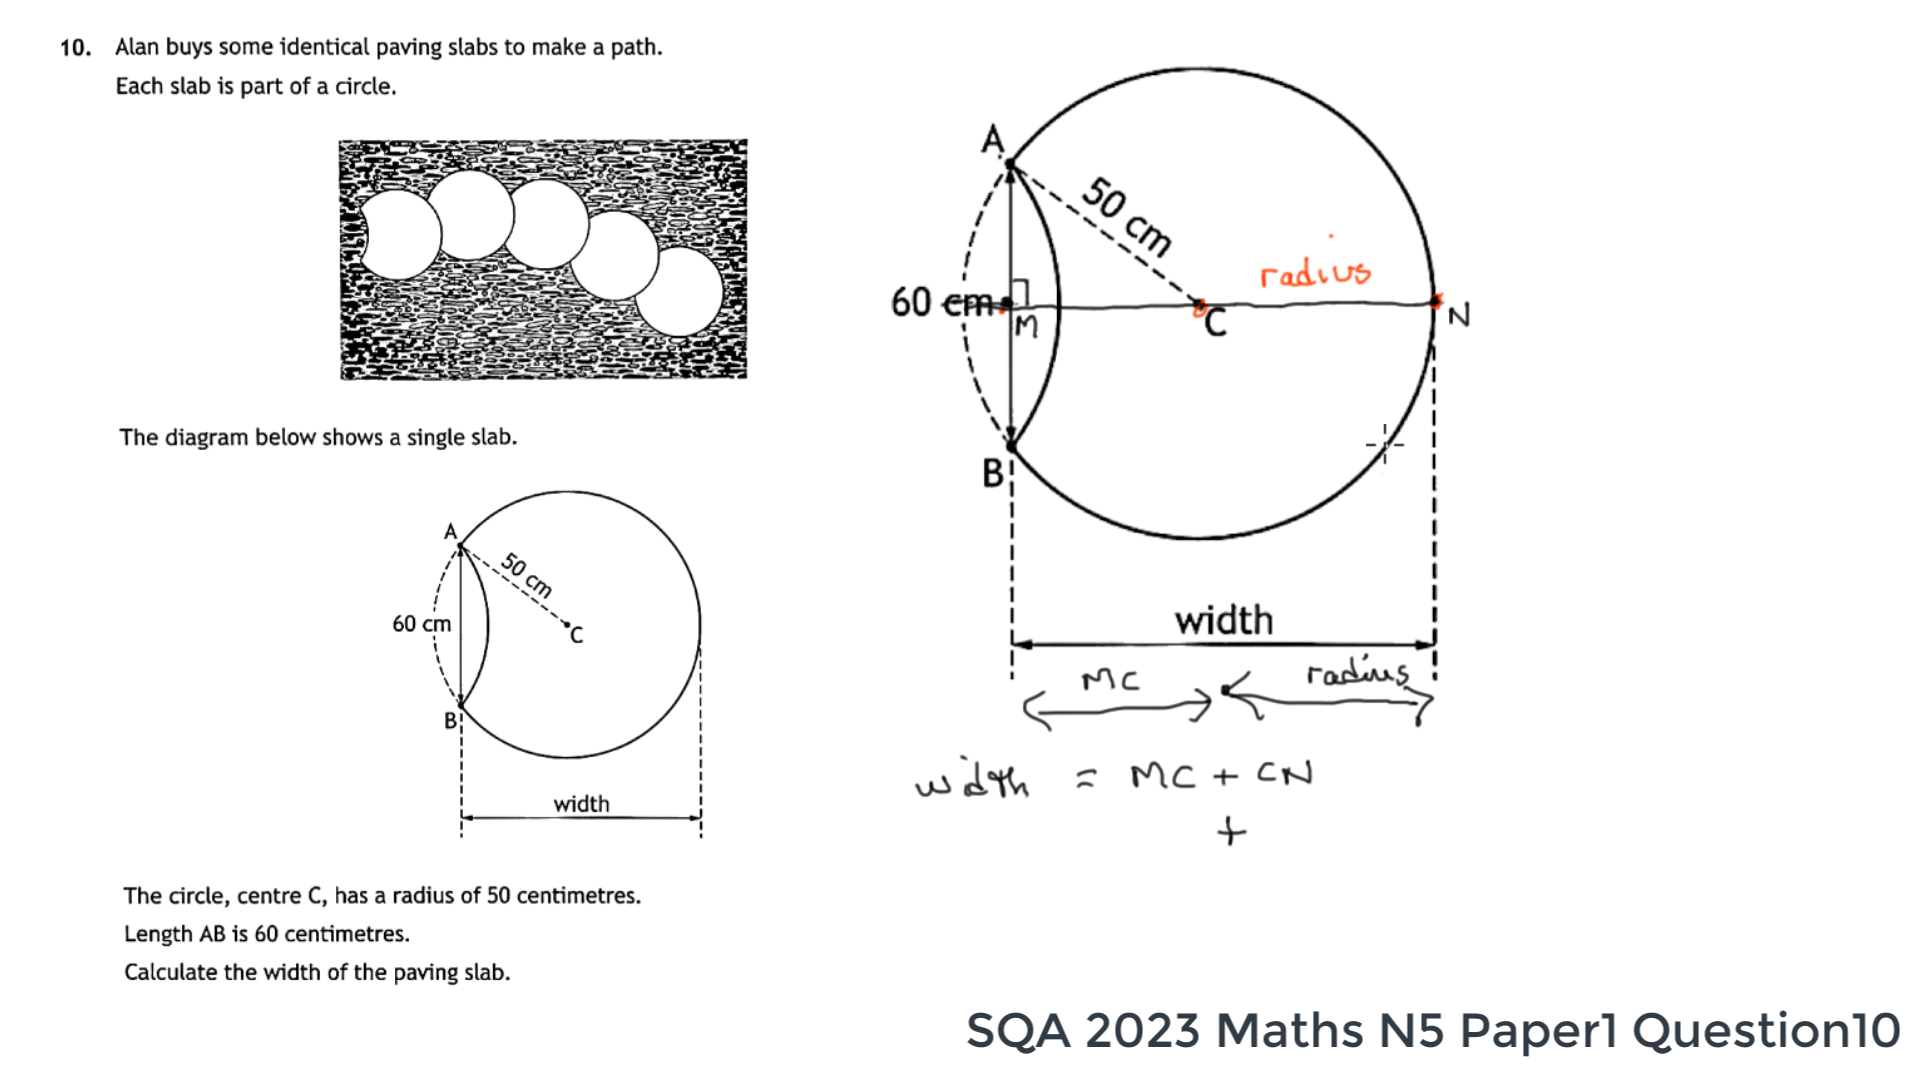 10. Alan buys some identical paving slabs to make a path.
Each slab is part of a circle.
The diagram below shows a single slab.
A
50 cm
60 cm
C
B
width
The circle, centre C, has a radius of 50 centimetres.
Length AB is 60 centimetres.
Calculate the width of the paving slab.
A
50 cm
radius
60 cm
M
C
N
B
width
MC
radius
width = MC + CN
+
SQA 2023 Maths N5 Paper1 Question10